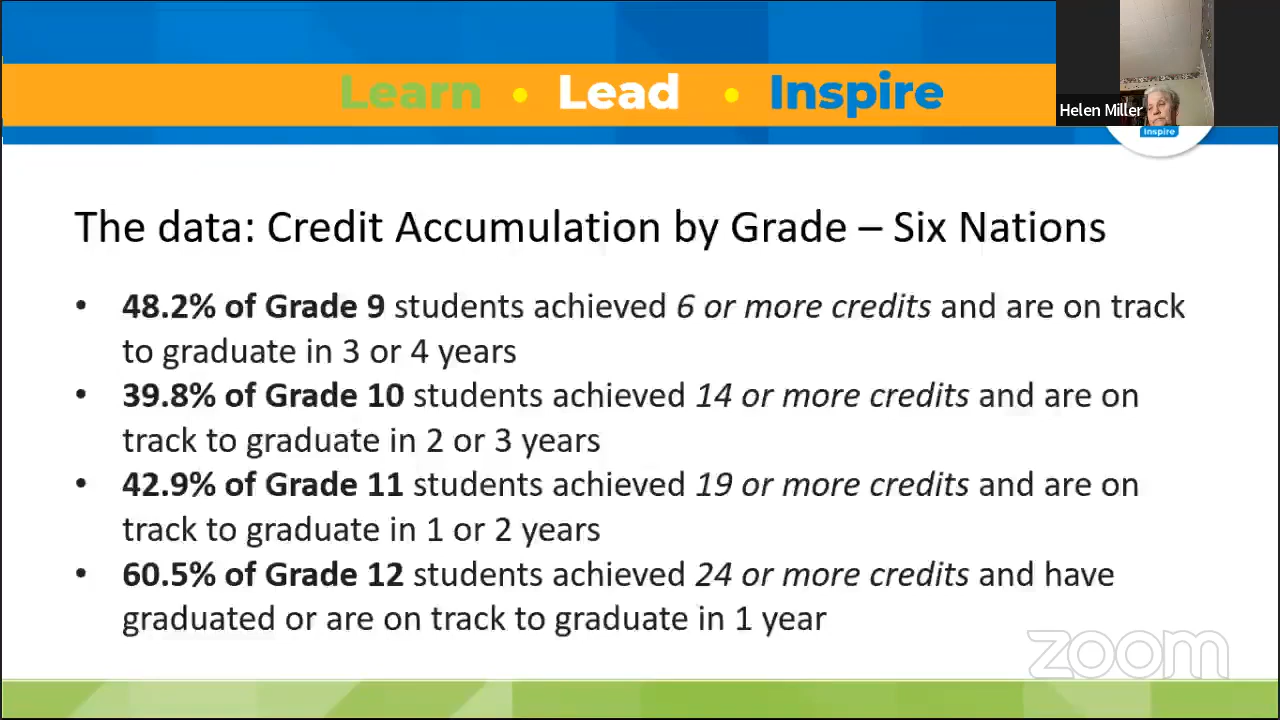 Learn • Lead • Inspire
Helen Miller
Inspire
The data: Credit Accumulation by Grade – Six Nations
• 48.2% of Grade 9 students achieved 6 or more credits and are on track
to graduate in 3 or 4 years
• 39.8% of Grade 10 students achieved 14 or more credits and are on
track to graduate in 2 or 3 years
• 42.9% of Grade 11 students achieved 19 or more credits and are on
track to graduate in 1 or 2 years
• 60.5% of Grade 12 students achieved 24 or more credits and have
graduated or are on track to graduate in 1 year
zoom